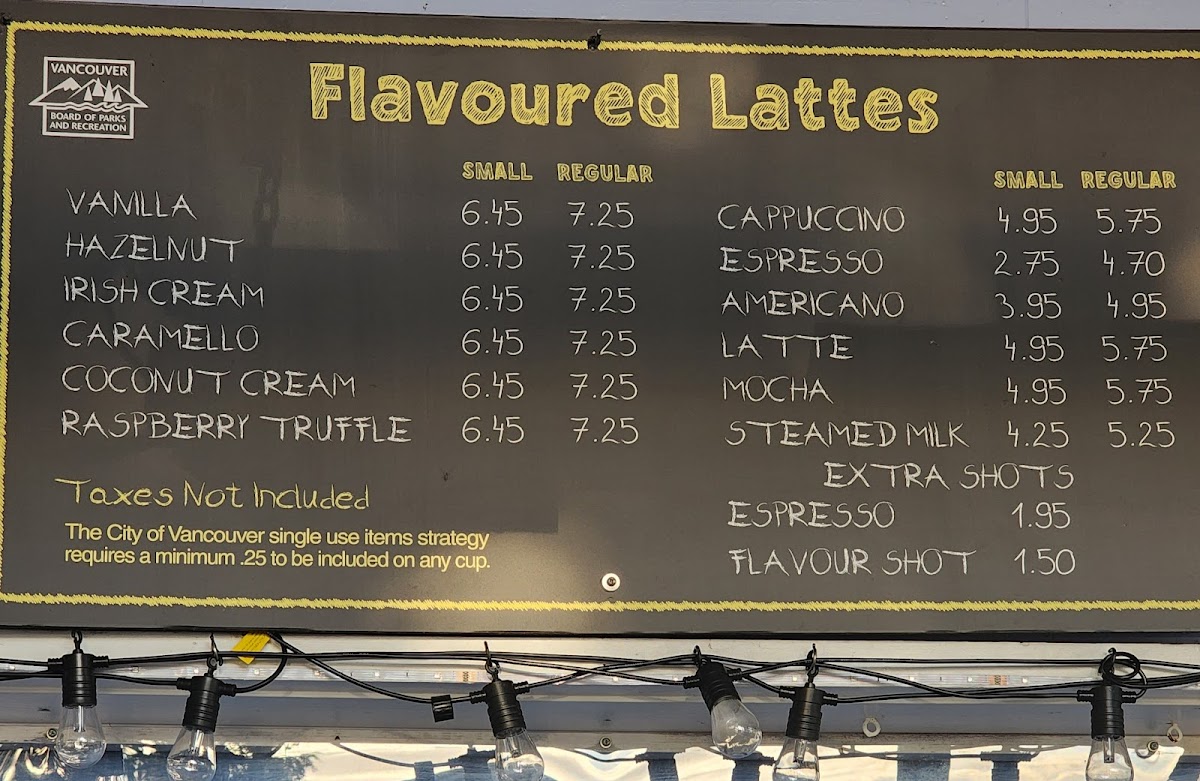 VANCOUVER
BOARD OF PARKS
AND RECREATION
Flavoured Lattes
SMALL REGULAR
VANILLA 6.45 7.25
HAZELNUT 6.45 7.25
IRISH CREAM 6.45 7.25
CARAMELLO 6.45 7.25
COCONUT CREAM 6.45 7.25
RASPBERRY TRUFFLE 6.45 7.25
Taxes Not Included
The City of Vancouver single use items strategy
requires a minimum .25 to be included on any cup.
SMALL REGULAR
CAPPUCCINO 4.95 5.75
ESPRESSO 2.75 4.70
AMERICANO 3.95 4.95
LATTE 4.95 5.75
MOCHA 4.95 5.75
STEAMED MILK 4.25 5.25
EXTRA SHOTS
ESPRESSO 1.95
FLAVOUR SHOT 1.50